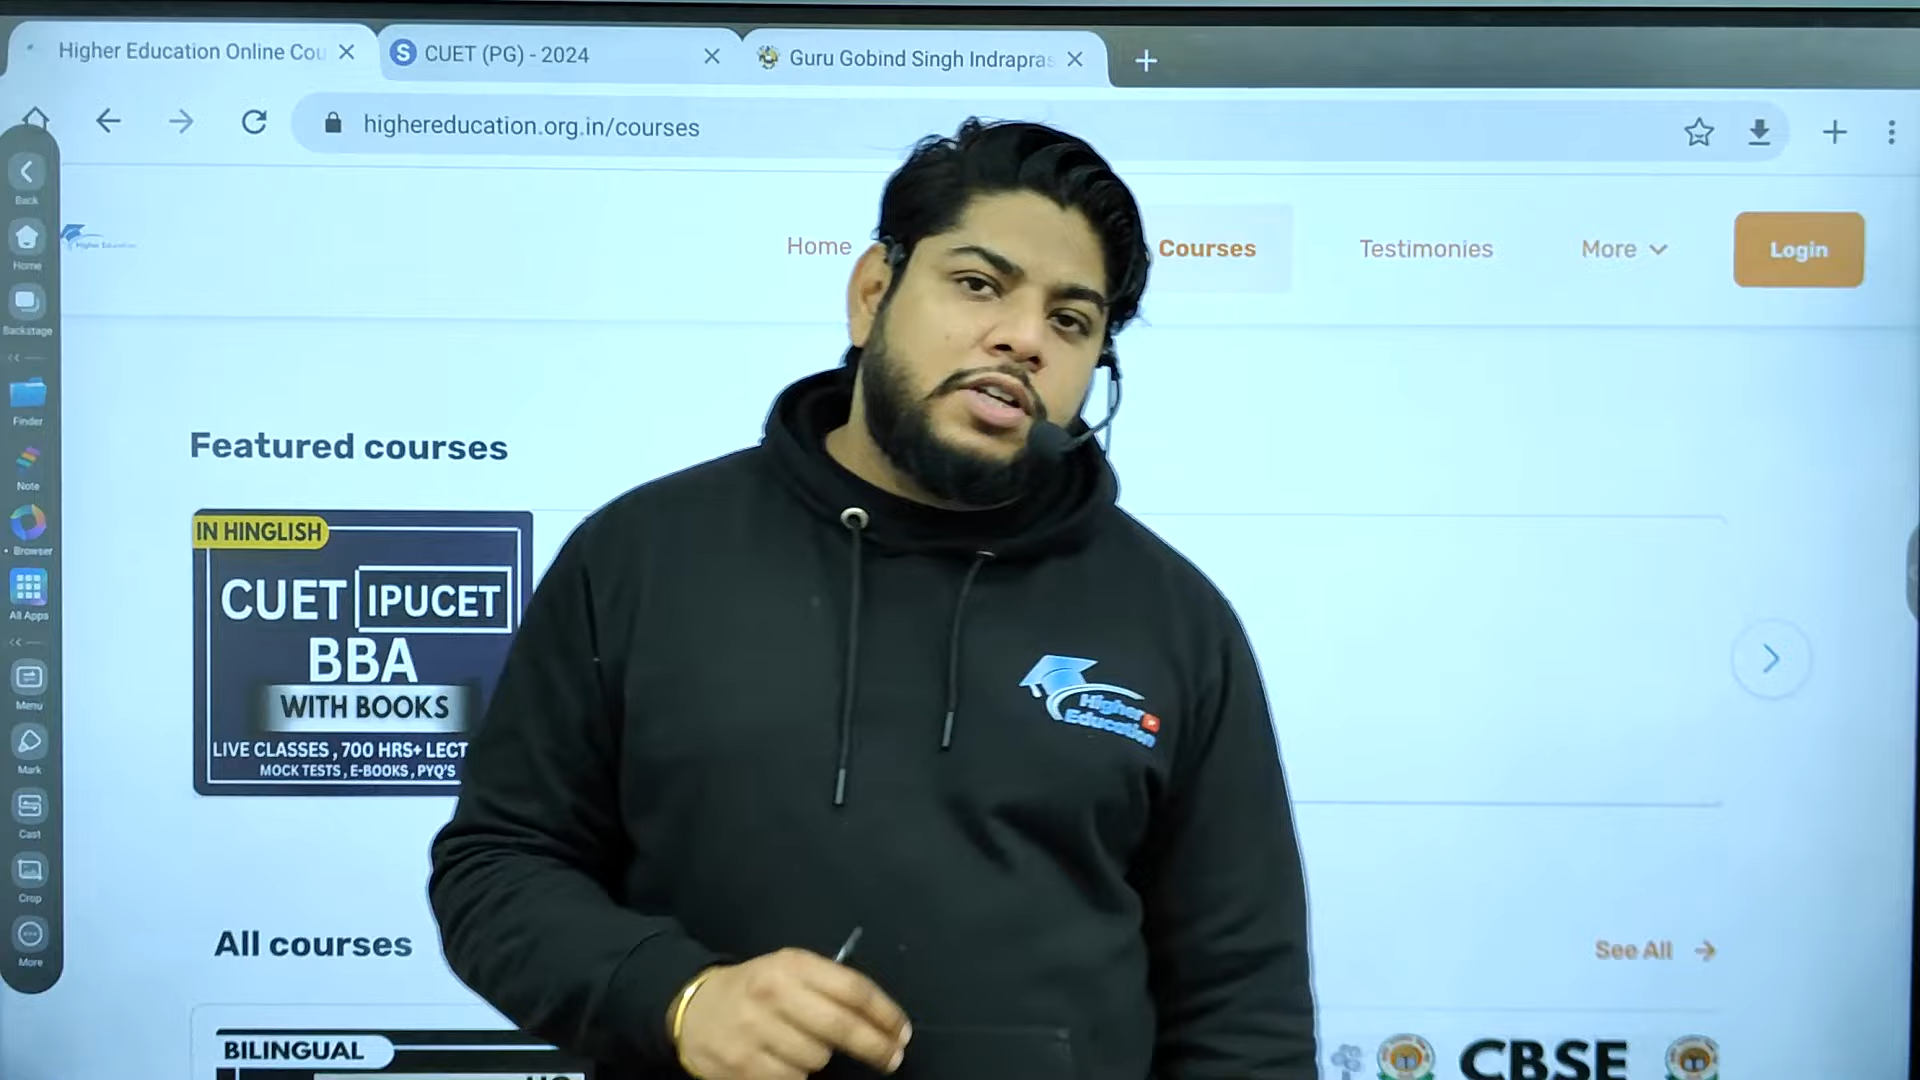 Higher Education Online Cou
CUET (PG) - 2024
Guru Gobind Singh Indrapras
highereducation.org.in/courses
Back
Home
Backstage
Finder
Note
Browser
All Apps
Menu
Mark
Cast
Crop
More
Higher Education
Home
Courses
Testimonies
More
Login
Featured courses
IN HINGLISH
CUET IPUCET
BBA
WITH BOOKS
LIVE CLASSES , 700 HRS+ LECT
MOCK TESTS , E-BOOKS , PYQ'S
Higher
Education
All courses
See All
BILINGUAL
CBSE